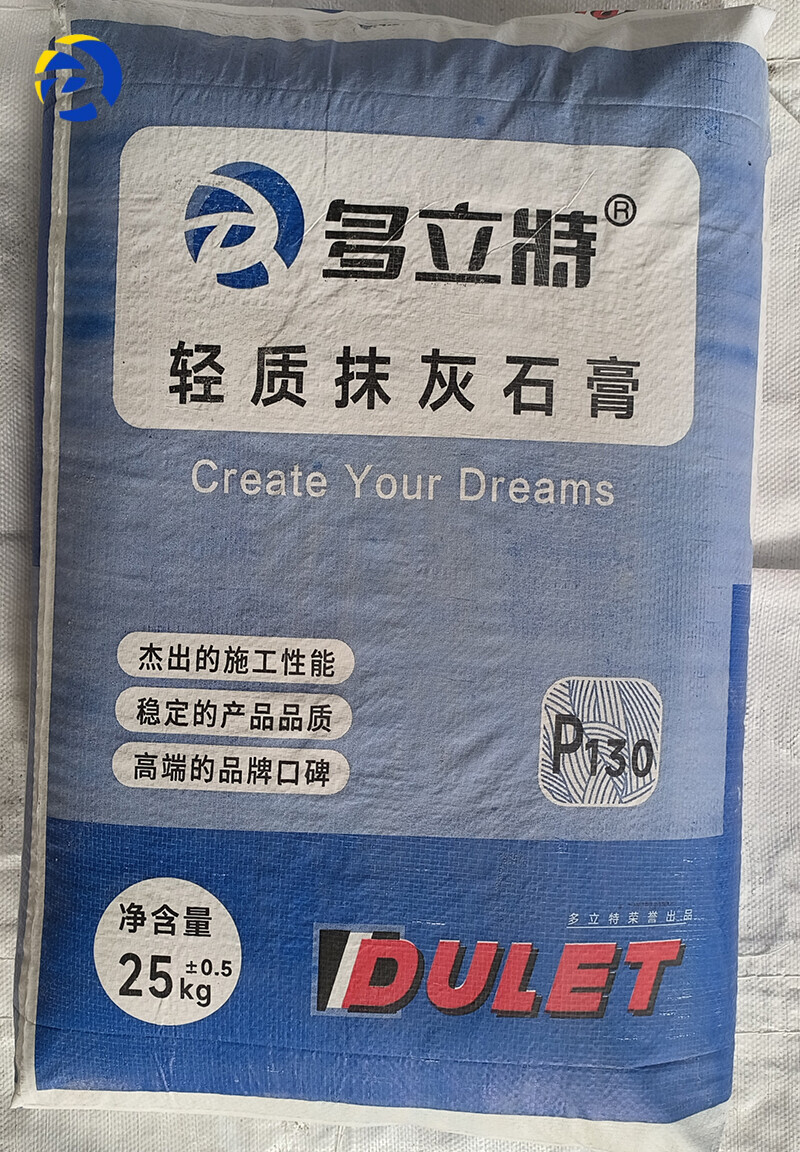 多立特®
轻质抹灰石膏
Create Your Dreams
杰出的施工性能
稳定的产品品质
高端的品牌口碑
P130
净含量
25±0.5kg
多立特荣誉出品
DULET